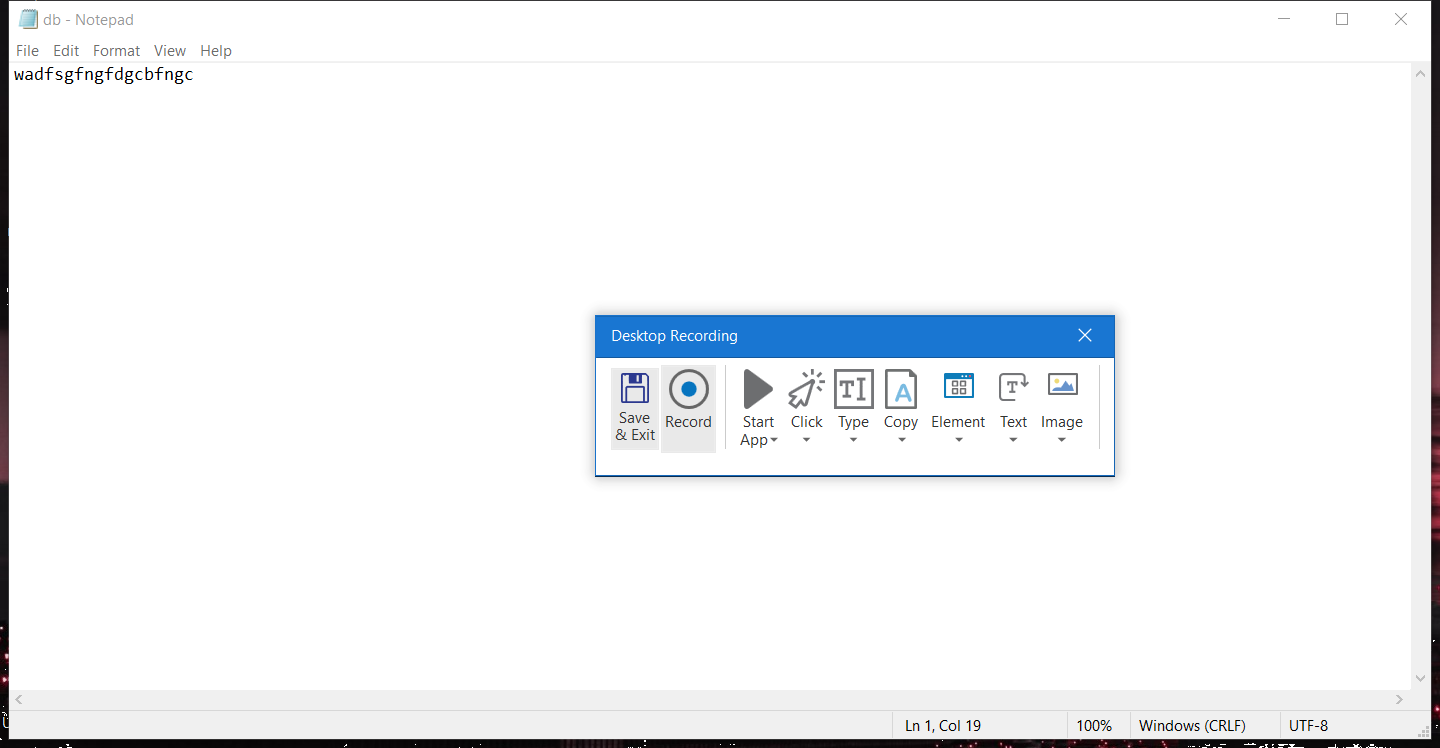 db - Notepad
File Edit Format View Help
wadfsgfngfdgcbfngc
Desktop Recording
Save & Exit
Record
Start App
Click
Type
Copy
Element
Text
Image
Ln 1, Col 19
100%
Windows (CRLF)
UTF-8